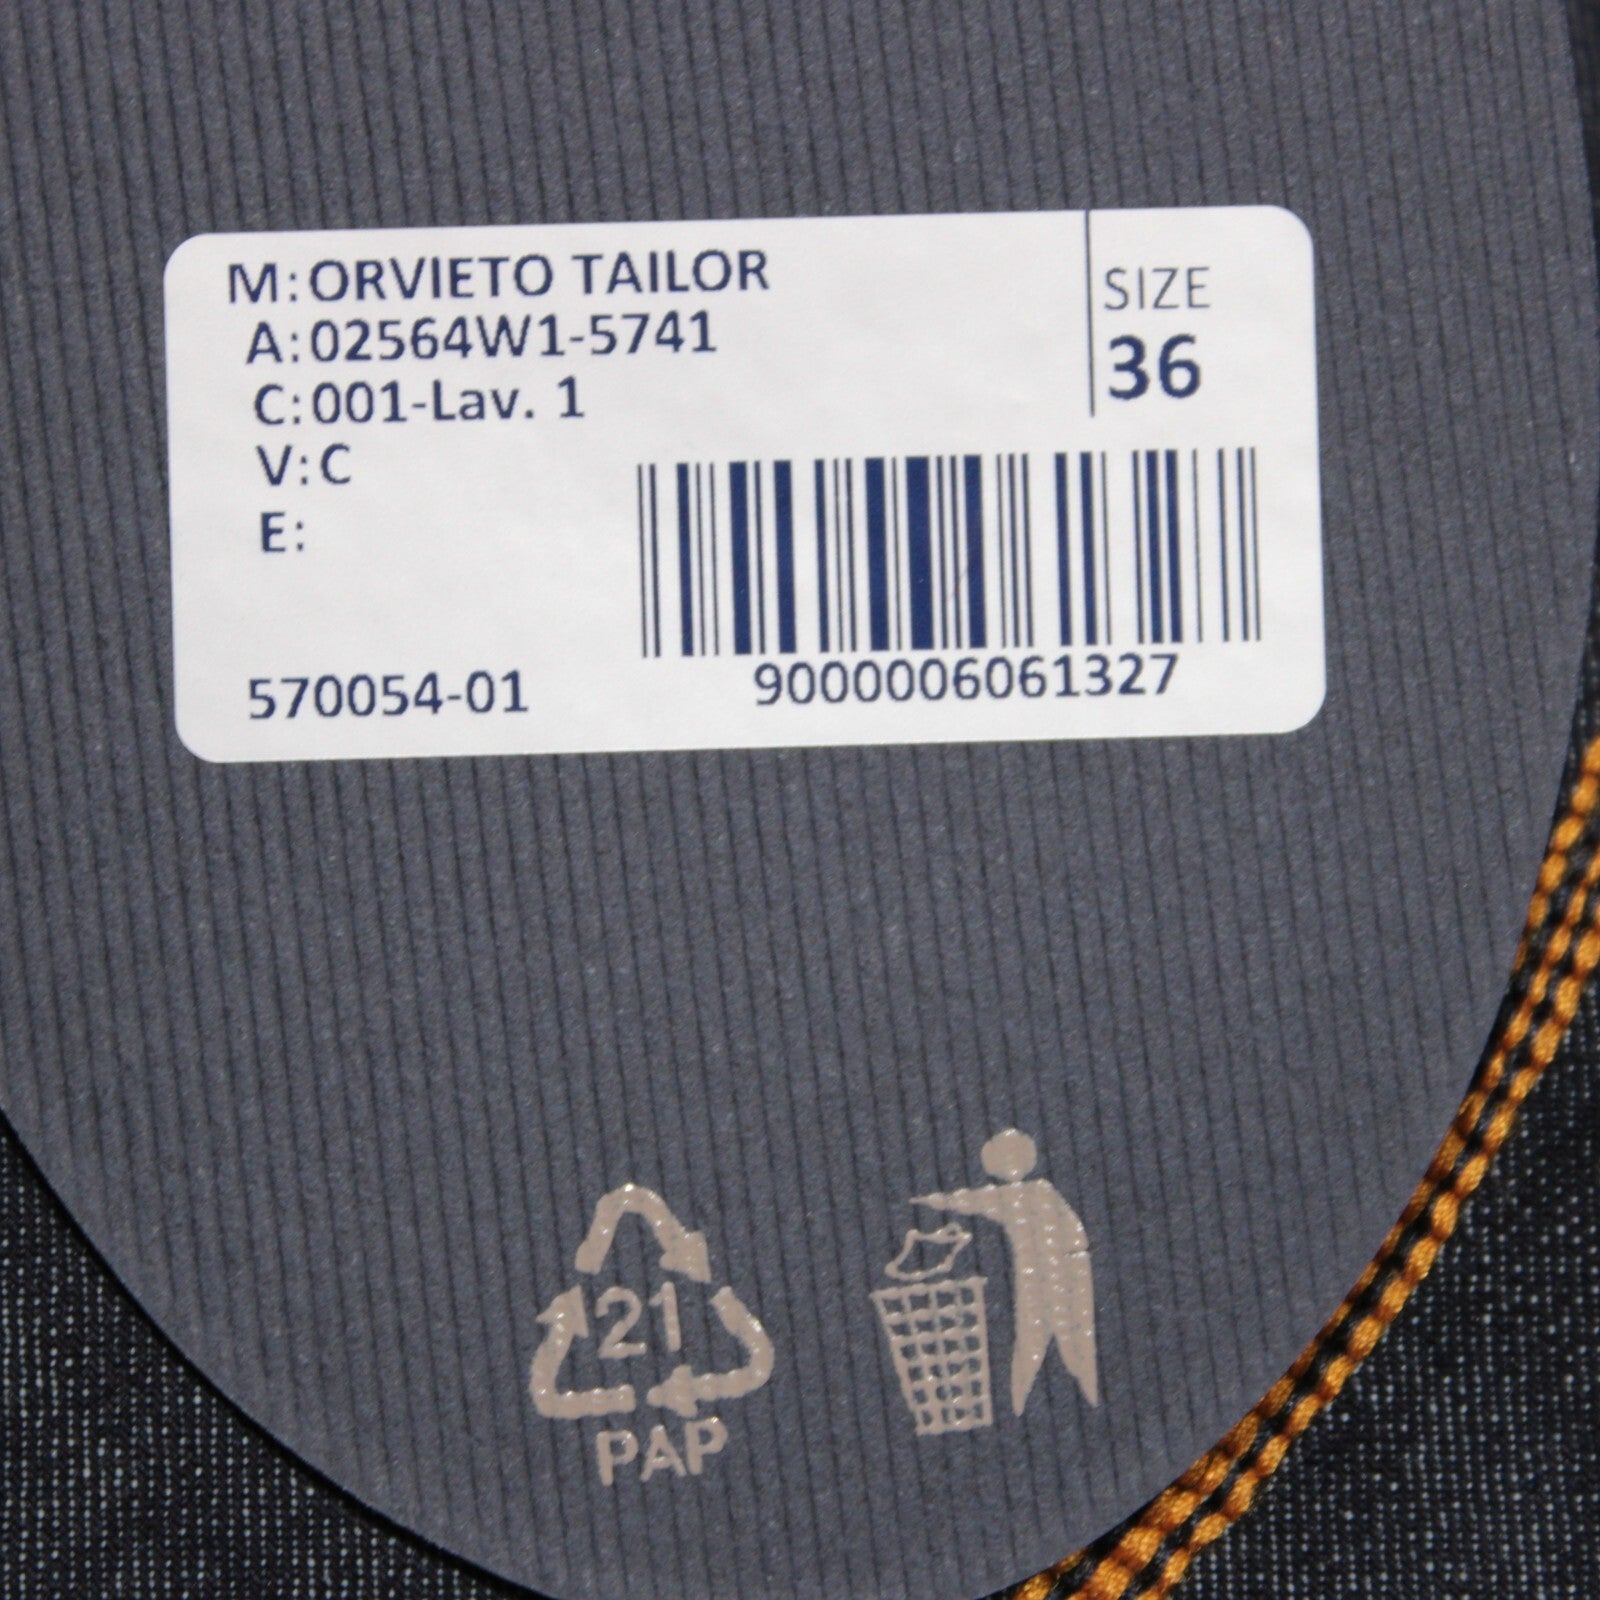 M:ORVIETO TAILOR
A:02564W1-5741
C:001-Lav. 1
V:C
E:
SIZE
36
570054-01
9000006061327
21
PAP